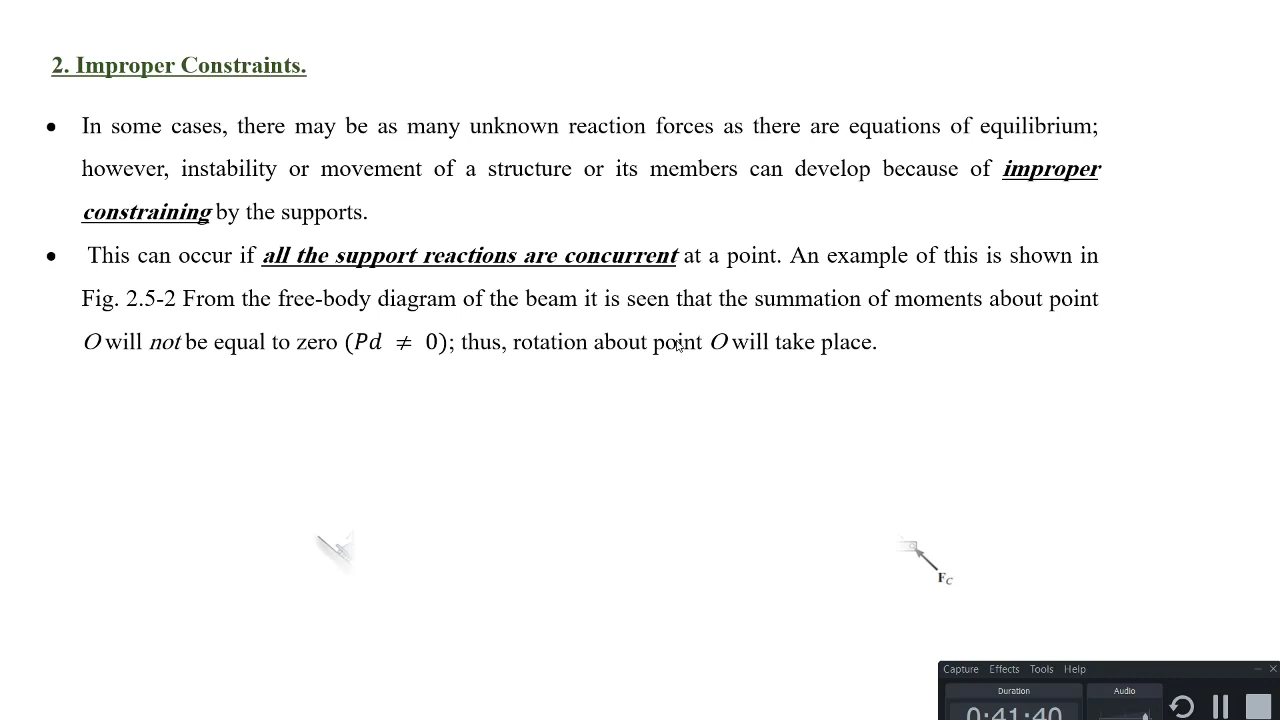 2. Improper Constraints.
• In some cases, there may be as many unknown reaction forces as there are equations of equilibrium;
however, instability or movement of a structure or its members can develop because of improper
constraining by the supports.
• This can occur if all the support reactions are concurrent at a point. An example of this is shown in
Fig. 2.5-2 From the free-body diagram of the beam it is seen that the summation of moments about point
O will not be equal to zero (Pd ≠ 0); thus, rotation about point O will take place.
F_C
Capture Effects Tools Help
Duration Audio
0:41:40